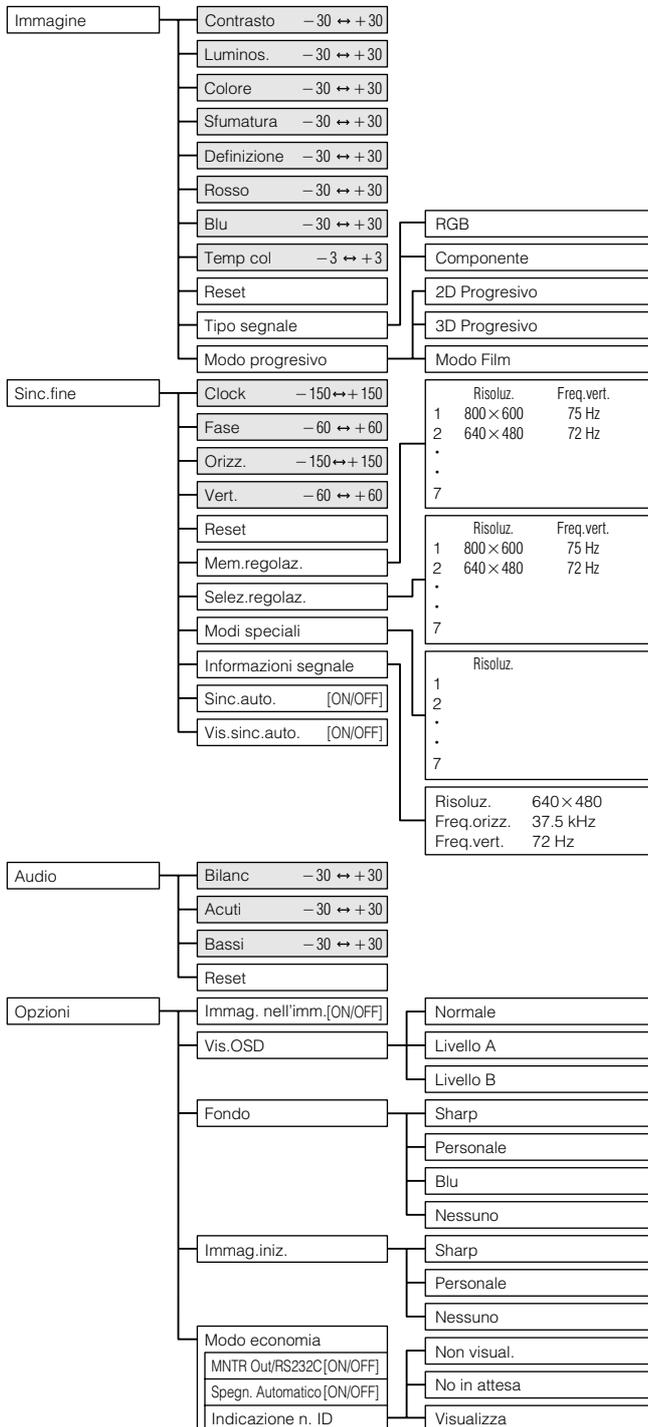 Immagine
Contrasto −30 ↔ +30
Luminos. −30 ↔ +30
Colore −30 ↔ +30
Sfumatura −30 ↔ +30
Definizione −30 ↔ +30
Rosso −30 ↔ +30
Blu −30 ↔ +30
Temp col −3 ↔ +3
Reset
Tipo segnale
Modo progresivo
RGB
Componente
2D Progresivo
3D Progresivo
Modo Film
Sinc.fine
Clock −150↔+150
Fase −60 ↔ +60
Orizz. −150↔+150
Vert. −60 ↔ +60
Reset
Mem.regolaz.
Selez.regolaz.
Modi speciali
Informazioni segnale
Sinc.auto. [ON/OFF]
Vis.sinc.auto. [ON/OFF]
Risoluz. Freq.vert.
1 800×600 75 Hz
2 640×480 72 Hz
•
•
7
Risoluz. Freq.vert.
1 800×600 75 Hz
2 640×480 72 Hz
•
•
7
Risoluz.
1
2
•
•
7
Risoluz. 640×480
Freq.orizz. 37.5 kHz
Freq.vert. 72 Hz
Audio
Bilanc −30 ↔ +30
Acuti −30 ↔ +30
Bassi −30 ↔ +30
Reset
Opzioni
Immag. nell'imm.[ON/OFF]
Vis.OSD
Normale
Livello A
Livello B
Fondo
Sharp
Personale
Blu
Nessuno
Immag.iniz.
Sharp
Personale
Nessuno
Modo economia
MNTR Out/RS232C[ON/OFF]
Spegn. Automatico[ON/OFF]
Indicazione n. ID
Non visual.
No in attesa
Visualizza